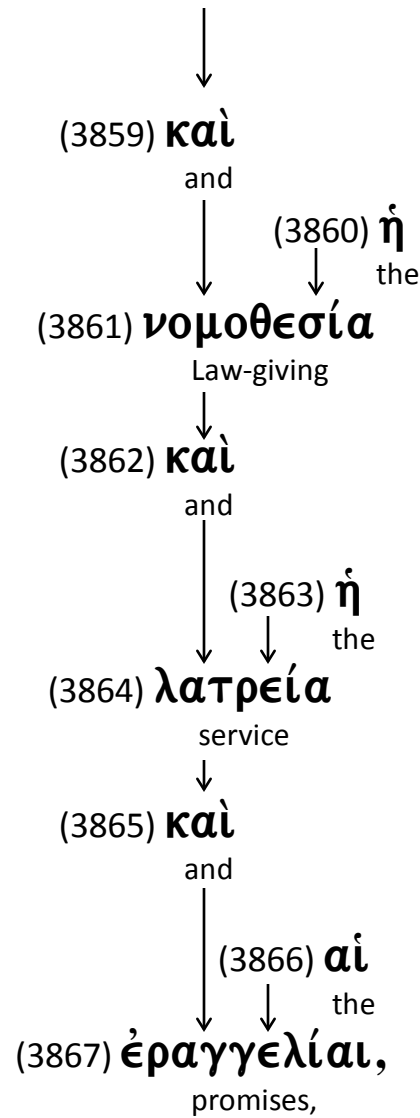 (3859) καὶ
and
(3860) ἡ
the
(3861) νομοθεσία
Law-giving
(3862) καὶ
and
(3863) ἡ
the
(3864) λατρεία
service
(3865) καὶ
and
(3866) αἱ
the
(3867) ἐραγγελίαι,
promises,